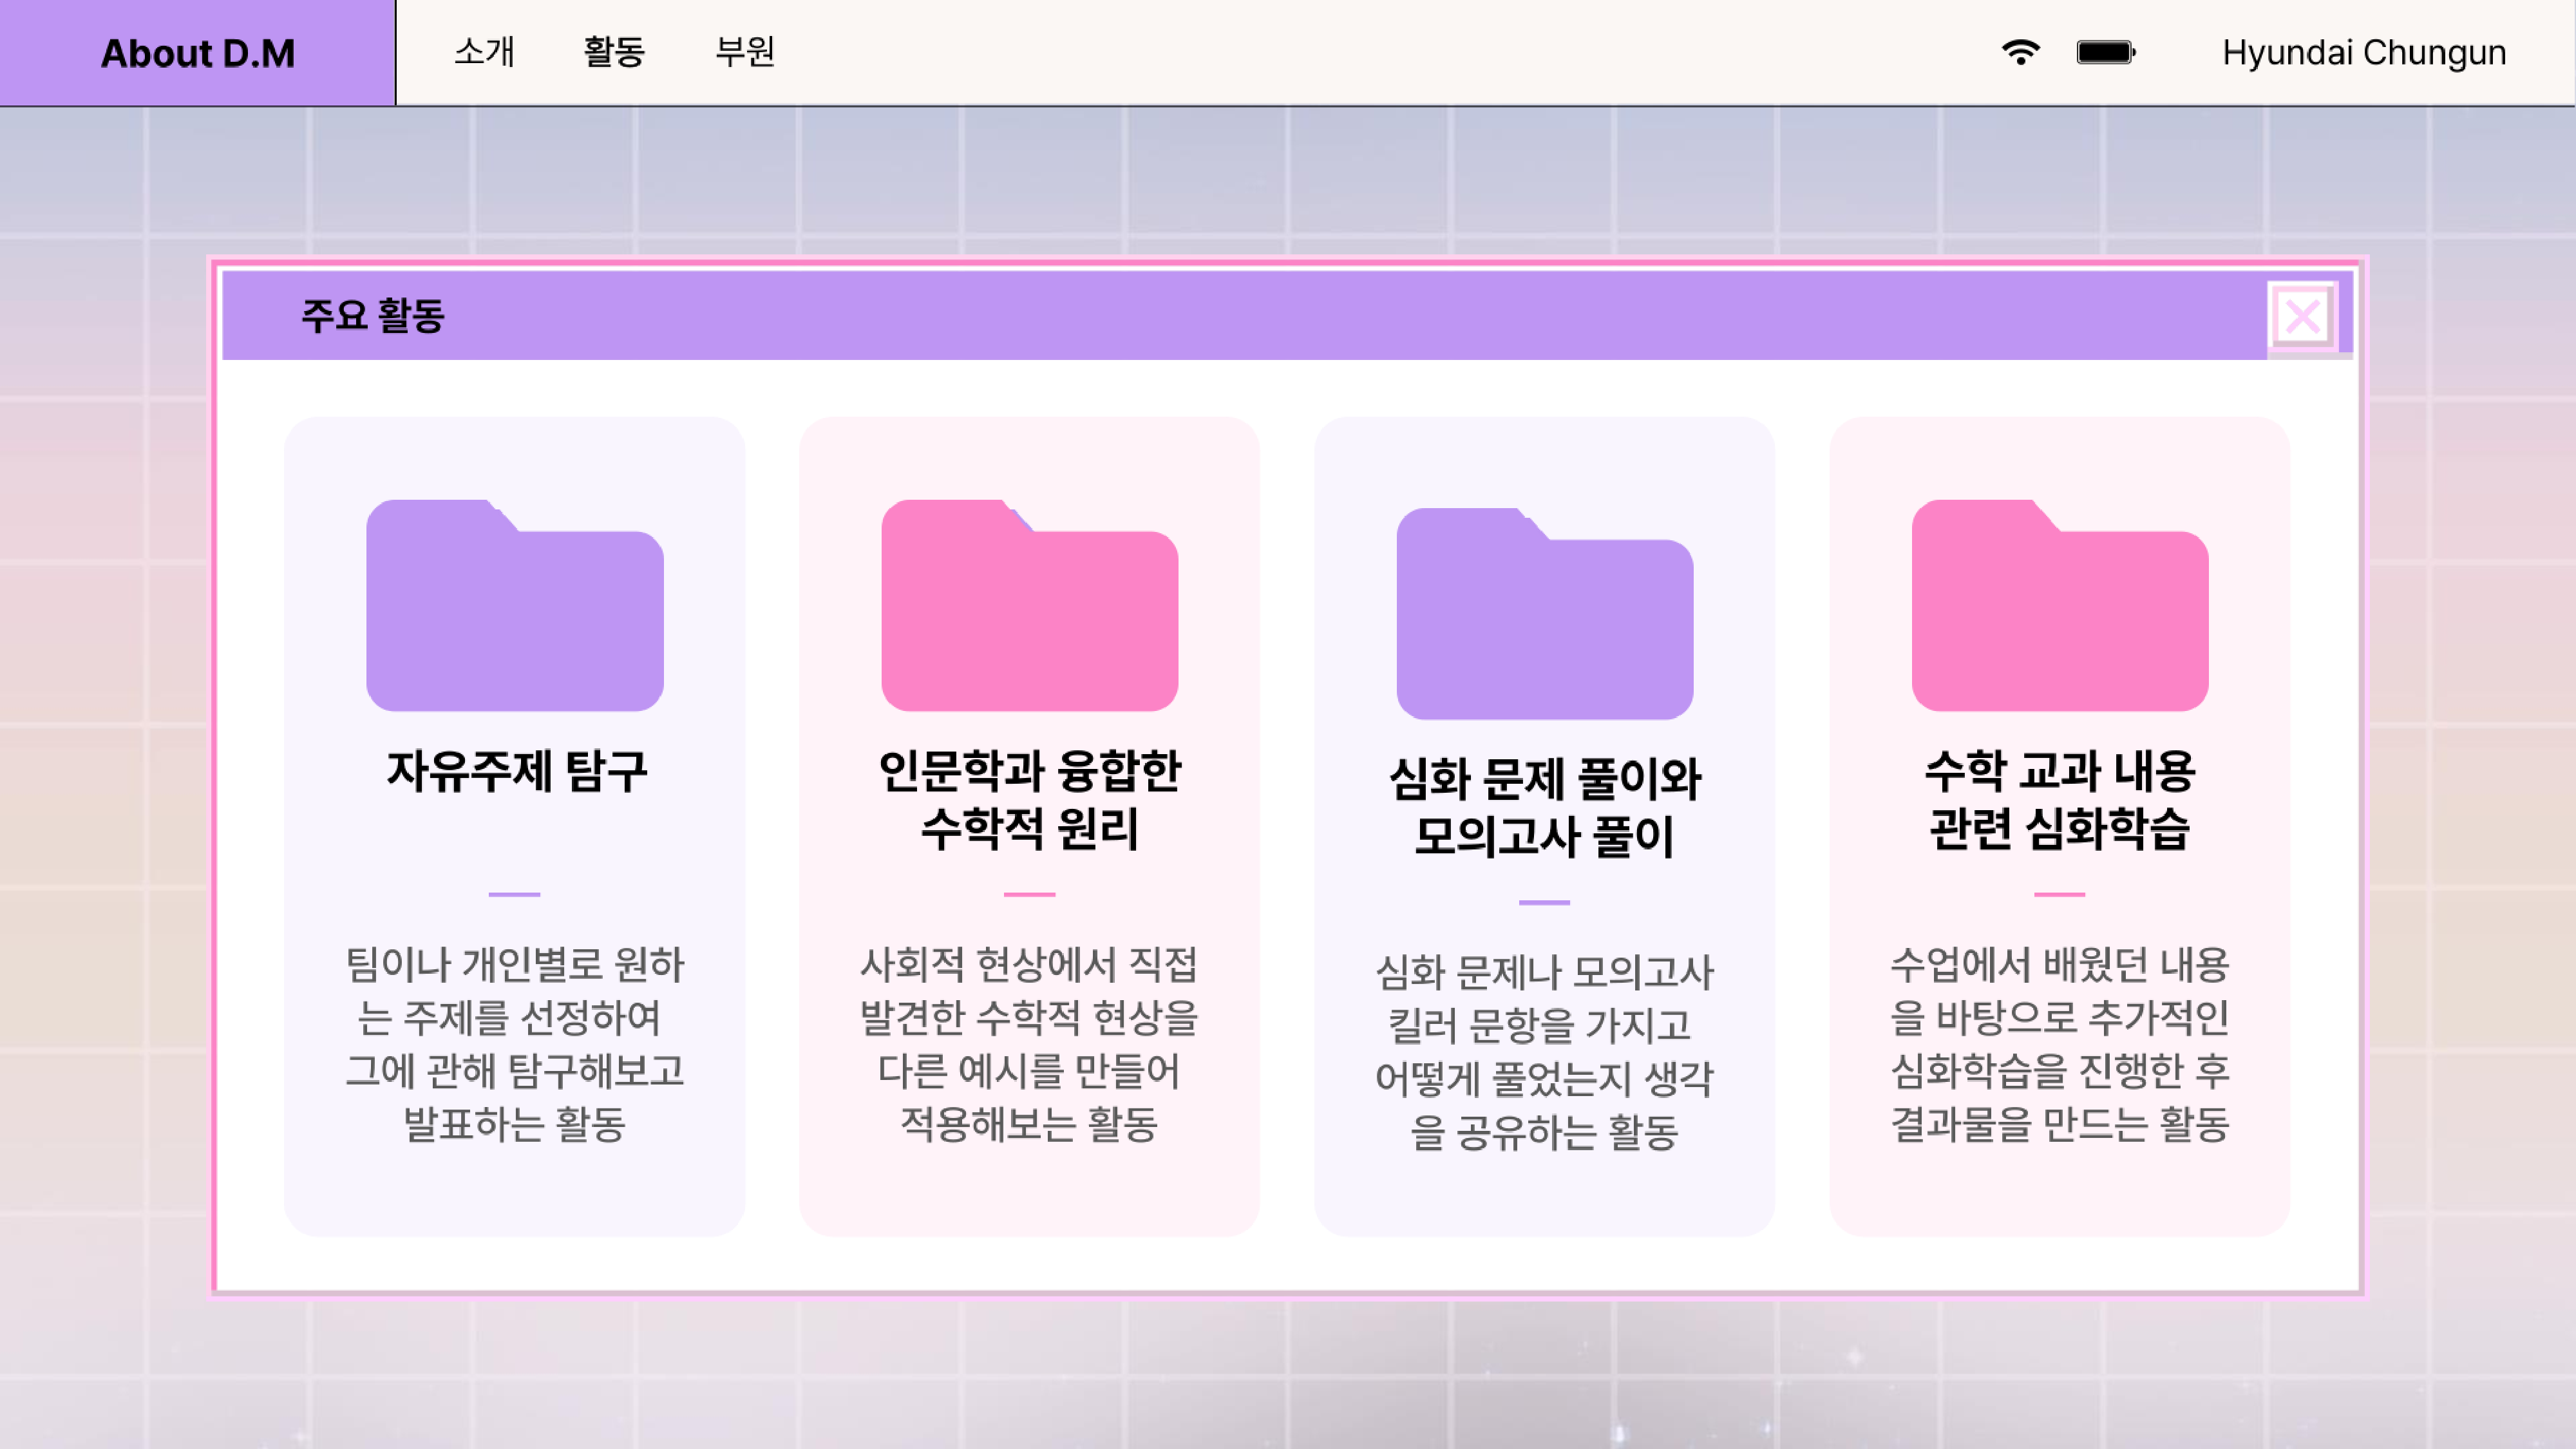 About D.M
소개 활동 부원
Hyundai Chungun
주요 활동
자유주제 탐구
팀이나 개인별로 원하
는 주제를 선정하여
그에 관해 탐구해보고
발표하는 활동
인문학과 융합한
수학적 원리
사회적 현상에서 직접
발견한 수학적 현상을
다른 예시를 만들어
적용해보는 활동
심화 문제 풀이와
모의고사 풀이
심화 문제나 모의고사
킬러 문항을 가지고
어떻게 풀었는지 생각
을 공유하는 활동
수학 교과 내용
관련 심화학습
수업에서 배웠던 내용
을 바탕으로 추가적인
심화학습을 진행한 후
결과물을 만드는 활동